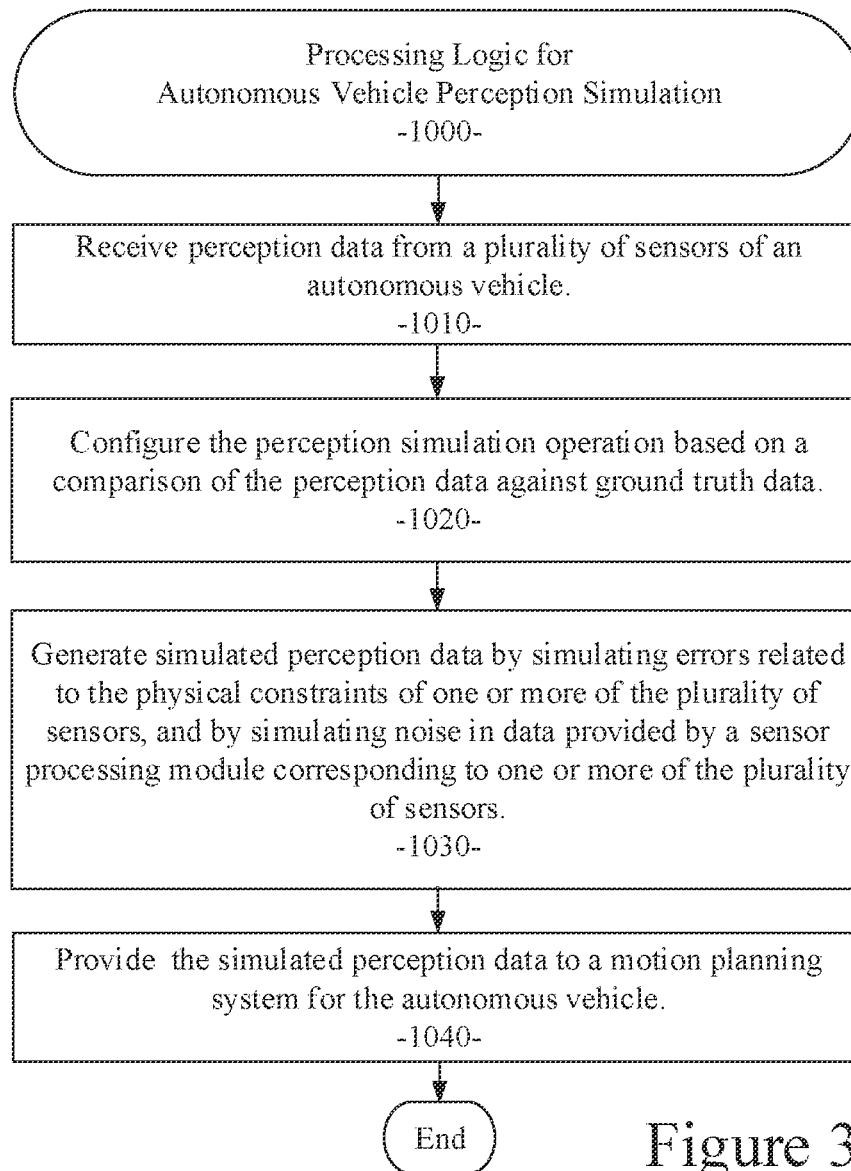 Processing Logic for
Autonomous Vehicle Perception Simulation
-1000-
Receive perception data from a plurality of sensors of an
autonomous vehicle.
-1010-
Configure the perception simulation operation based on a
comparison of the perception data against ground truth data.
-1020-
Generate simulated perception data by simulating errors related
to the physical constraints of one or more of the plurality of
sensors, and by simulating noise in data provided by a sensor
processing module corresponding to one or more of the plurality
of sensors.
-1030-
Provide the simulated perception data to a motion planning
system for the autonomous vehicle.
-1040-
End
Figure 3